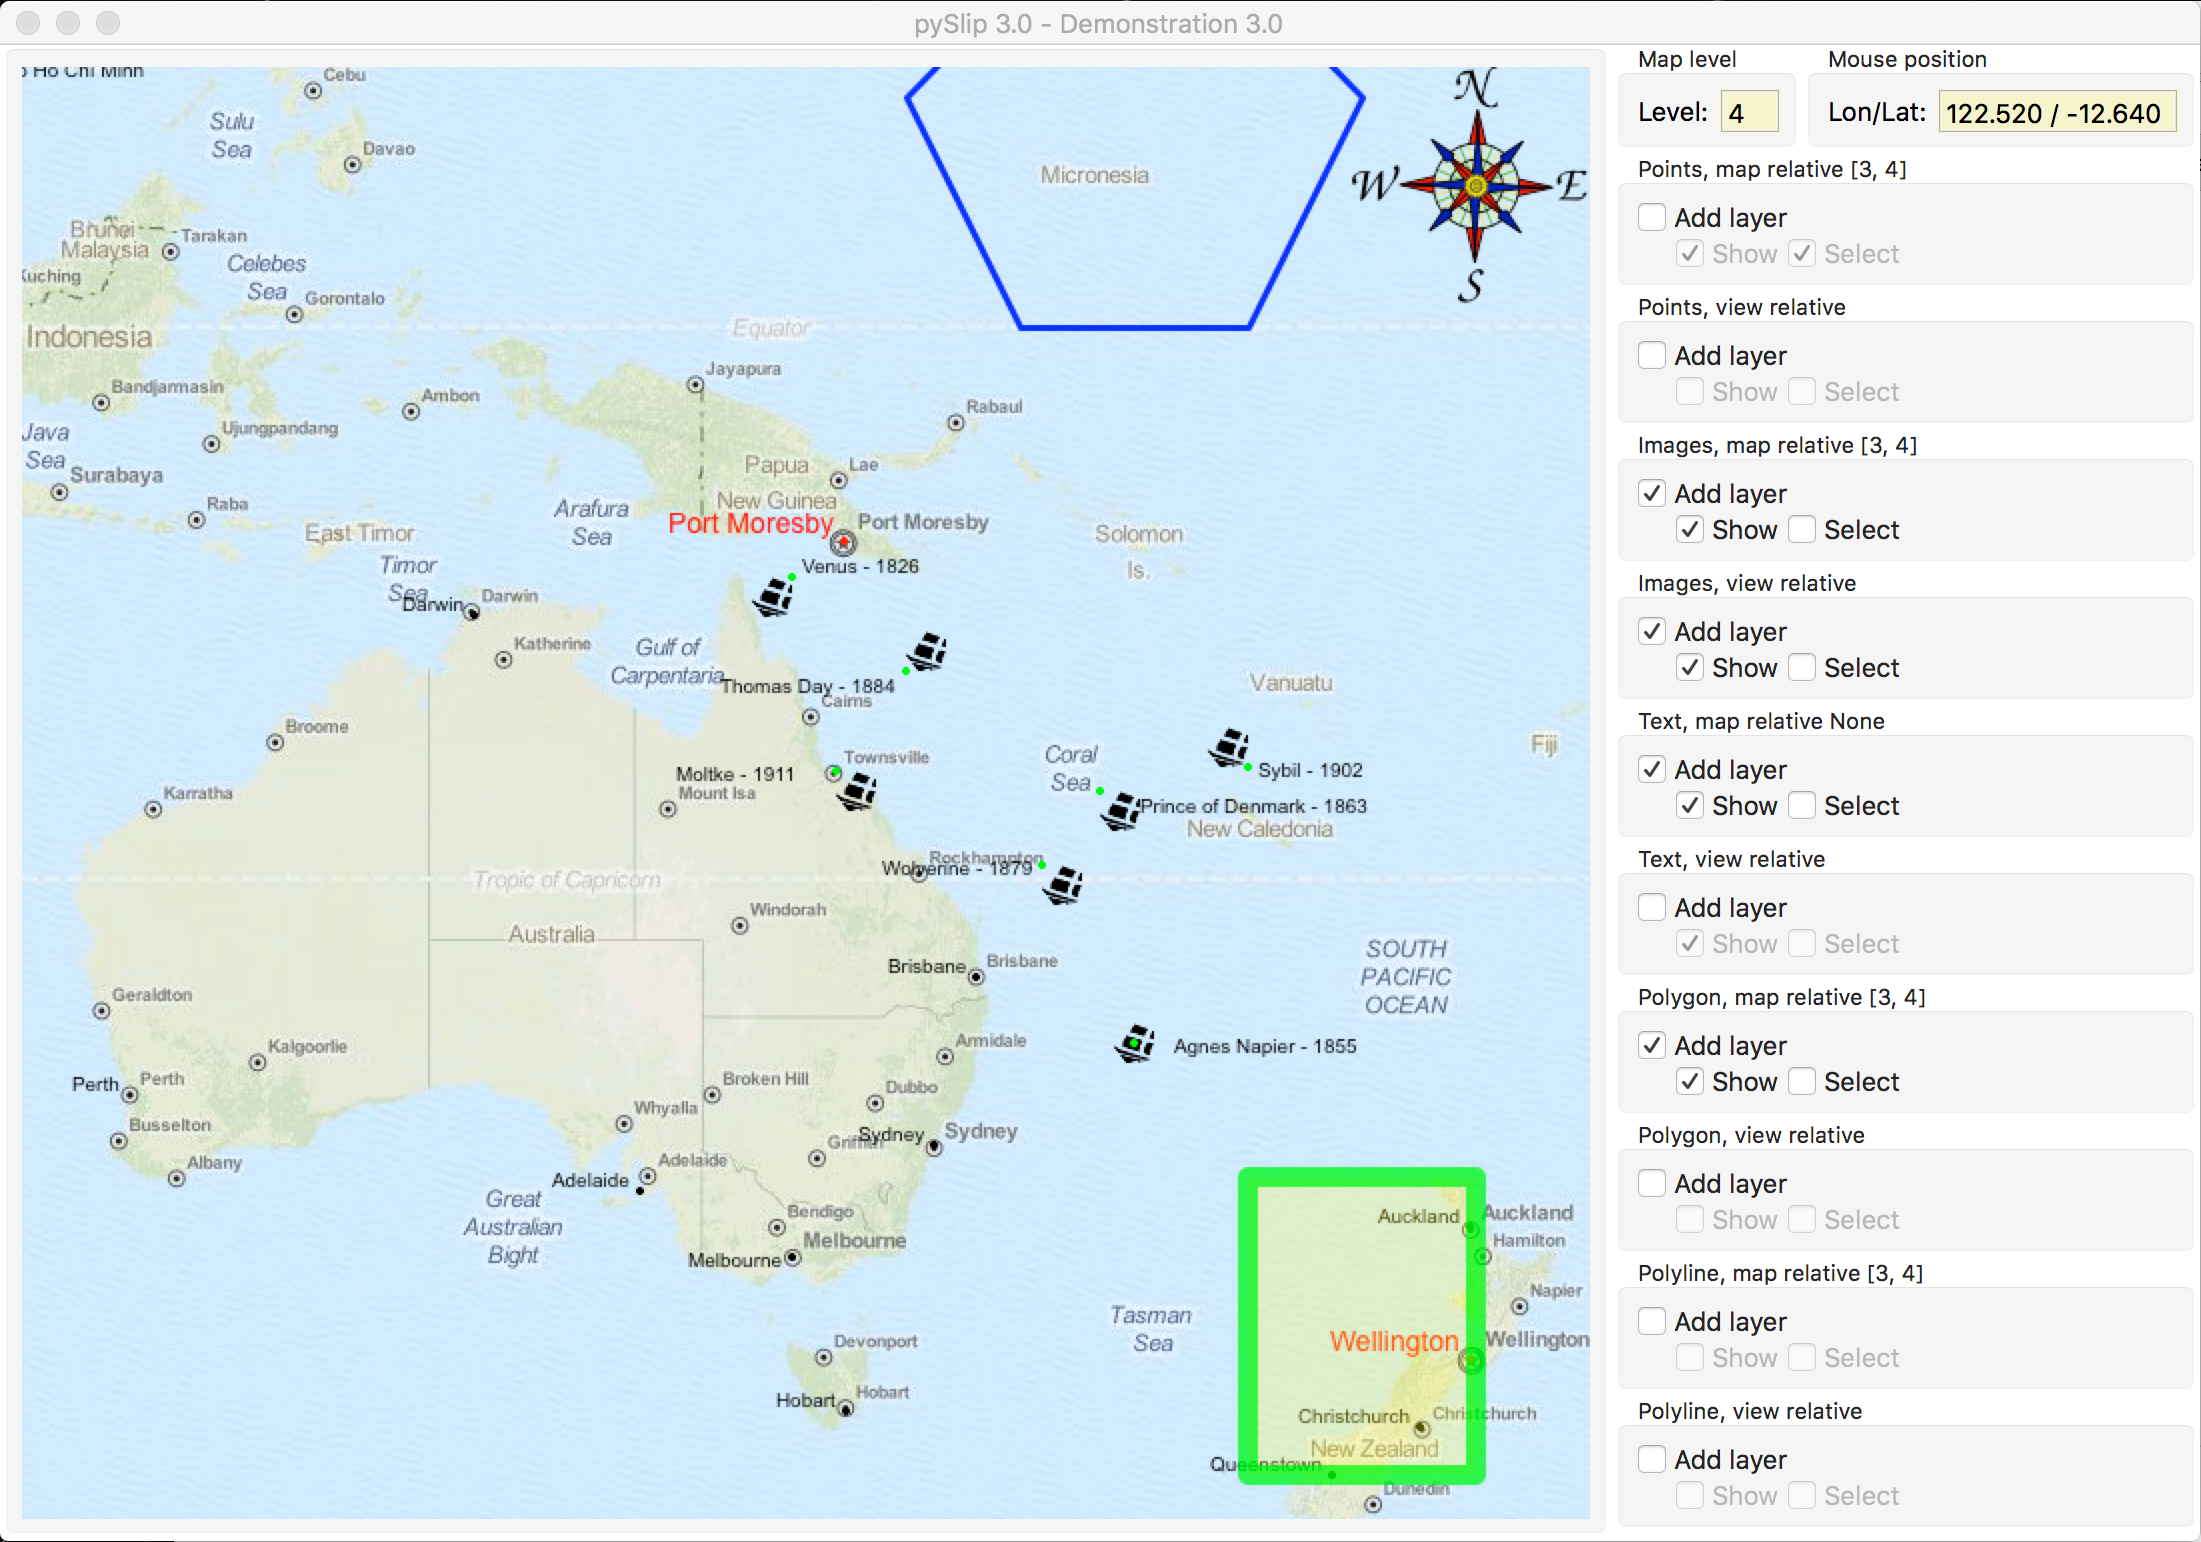 pySlip 3.0 - Demonstration 3.0
Ho Chi Minh
Cebu
Sulu
Sea
Davao
Micronesia
N
W
E
S
Brunei
Malaysia
Tarakan
Celebes
Sea
Kuching
Gorontalo
Indonesia
Equator
Bandjarmasin
Ambon
Jayapura
Rabaul
Ujungpandang
Java
Sea
Surabaya
Raba
East Timor
Arafura
Sea
Papua
New Guinea
Lae
Port Moresby
Port Moresby
Solomon
Is.
Timor
Sea
Venus - 1826
Darwin
Darwin
Katherine
Gulf of
Carpentaria
Thomas Day - 1884
Cairns
Vanuatu
Fiji
Broome
Townsville
Moltke - 1911
Mount Isa
Coral
Sea
Sybil - 1902
Karratha
Prince of Denmark - 1863
New Caledonia
Rockhampton
Wolverine - 1879
Tropic of Capricorn
Windorah
Australia
Brisbane
Brisbane
SOUTH
PACIFIC
OCEAN
Geraldton
Kalgoorlie
Armidale
Agnes Napier - 1855
Perth
Perth
Broken Hill
Dubbo
Whyalla
Busselton
Griffith
Sydney
Sydney
Albany
Adelaide
Adelaide
Great
Australian
Bight
Bendigo
Melbourne
Melbourne
Auckland
Auckland
Hamilton
Napier
Tasman
Sea
Wellington
Wellington
Devonport
Hobart
Hobart
Christchurch
Christchurch
New Zealand
Queenstown
Dunedin
Map level
Level: 4
Mouse position
Lon/Lat: 122.520 / -12.640
Points, map relative [3, 4]
Add layer
Show Select
Points, view relative
Add layer
Show Select
Images, map relative [3, 4]
Add layer
Show Select
Images, view relative
Add layer
Show Select
Text, map relative None
Add layer
Show Select
Text, view relative
Add layer
Show Select
Polygon, map relative [3, 4]
Add layer
Show Select
Polygon, view relative
Add layer
Show Select
Polyline, map relative [3, 4]
Add layer
Show Select
Polyline, view relative
Add layer
Show Select